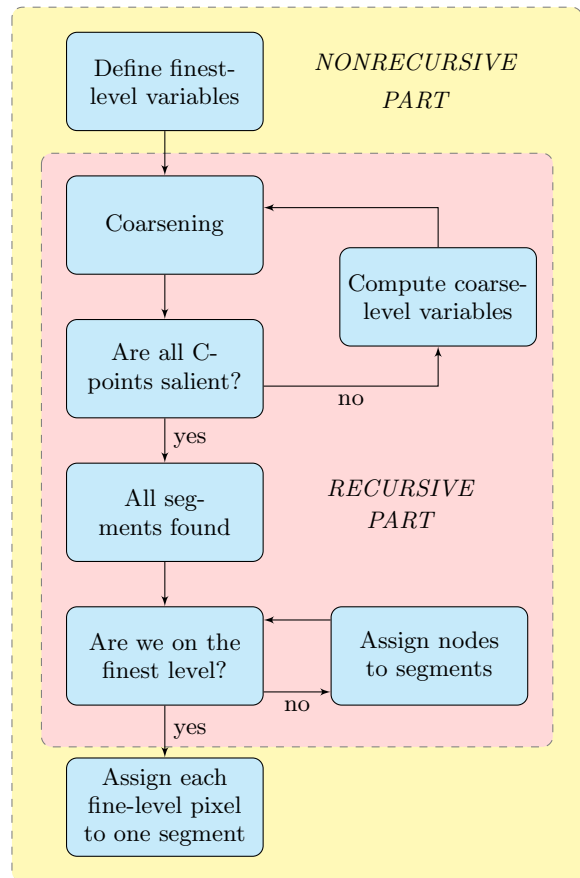 Define finest-
level variables
NONRECURSIVE
PART
Coarsening
Compute coarse-
level variables
Are all C-
points salient?
no
yes
All seg-
ments found
RECURSIVE
PART
Are we on the
finest level?
Assign nodes
to segments
no
yes
Assign each
fine-level pixel
to one segment